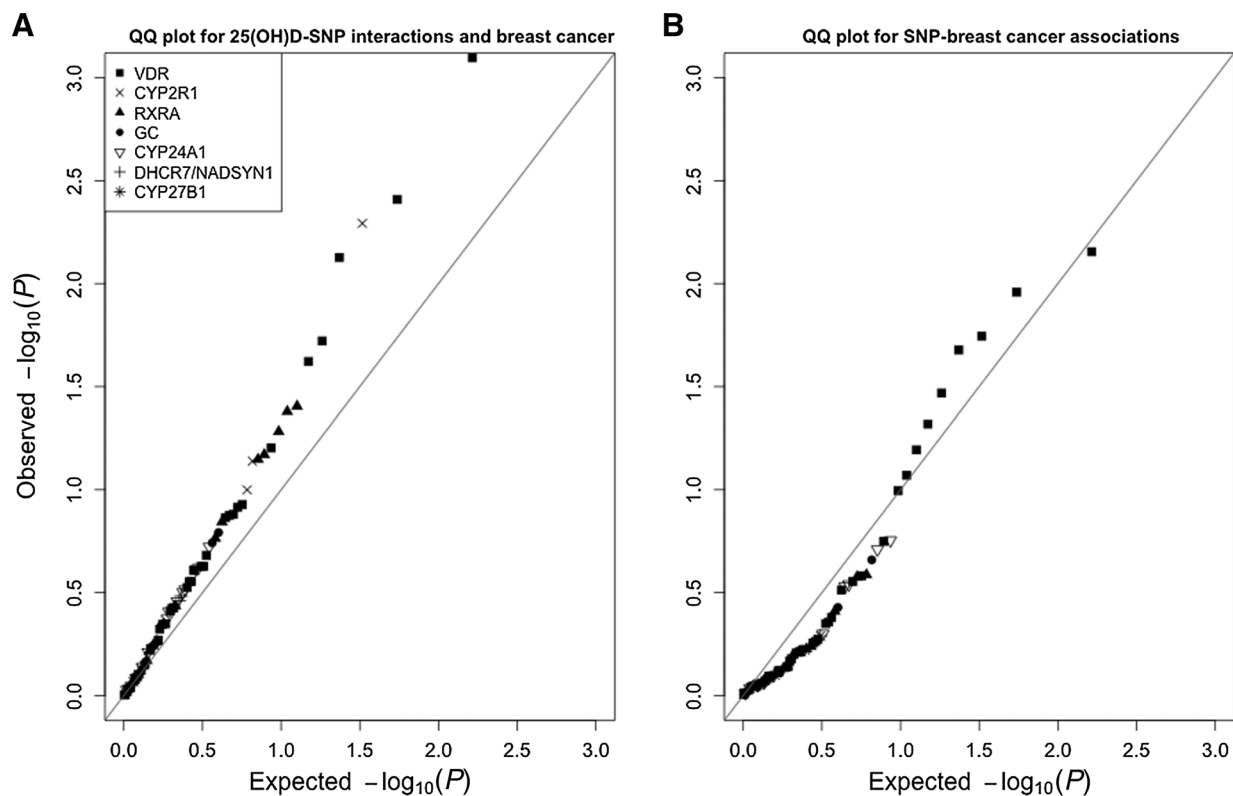 A
QQ plot for 25(OH)D-SNP interactions and breast cancer
VDR
CYP2R1
RXRA
GC
CYP24A1
DHCR7/NADSYN1
CYP27B1
Observed −log10(P)
3.0
2.5
2.0
1.5
1.0
0.5
0.0
0.0 0.5 1.0 1.5 2.0 2.5 3.0
Expected −log10(P)
B
QQ plot for SNP-breast cancer associations
3.0
2.5
2.0
1.5
1.0
0.5
0.0
0.0 0.5 1.0 1.5 2.0 2.5 3.0
Expected −log10(P)